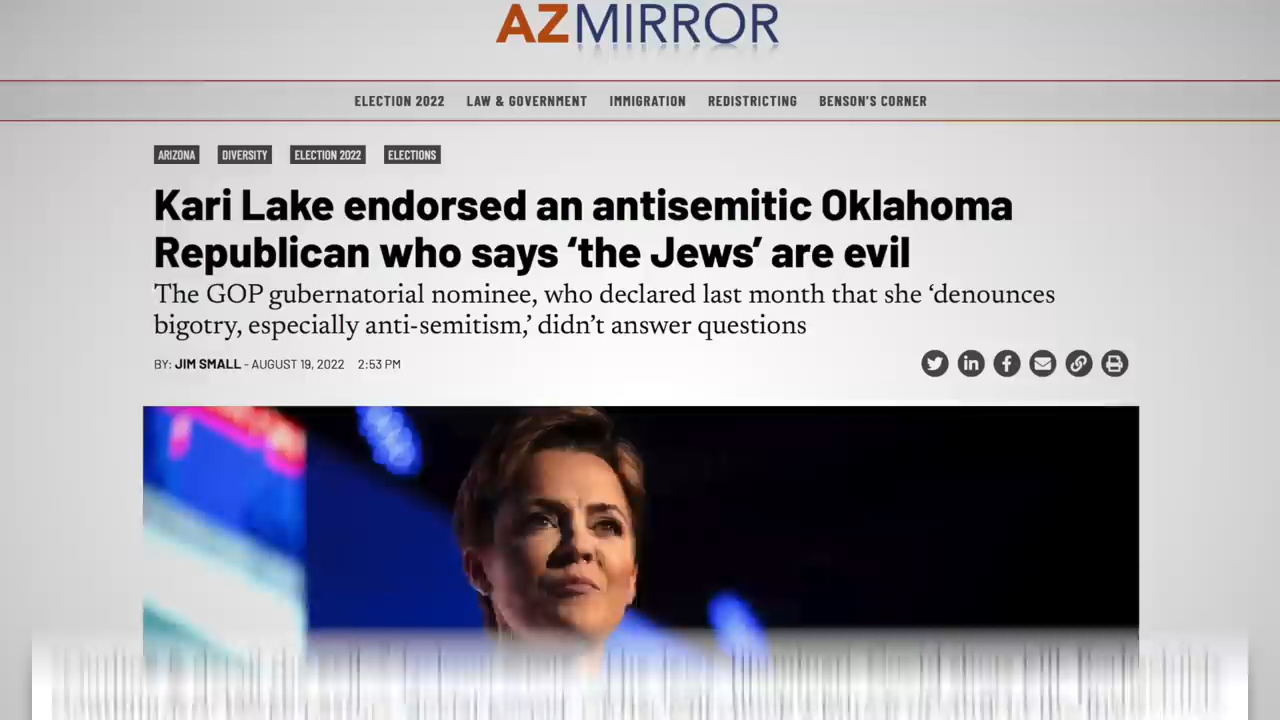 AZMIRROR
ELECTION 2022 LAW & GOVERNMENT IMMIGRATION REDISTRICTING BENSON'S CORNER
ARIZONA DIVERSITY ELECTION 2022 ELECTIONS
Kari Lake endorsed an antisemitic Oklahoma
Republican who says ‘the Jews’ are evil
The GOP gubernatorial nominee, who declared last month that she ‘denounces
bigotry, especially anti-semitism,’ didn’t answer questions
BY: JIM SMALL - AUGUST 19, 2022 2:53 PM